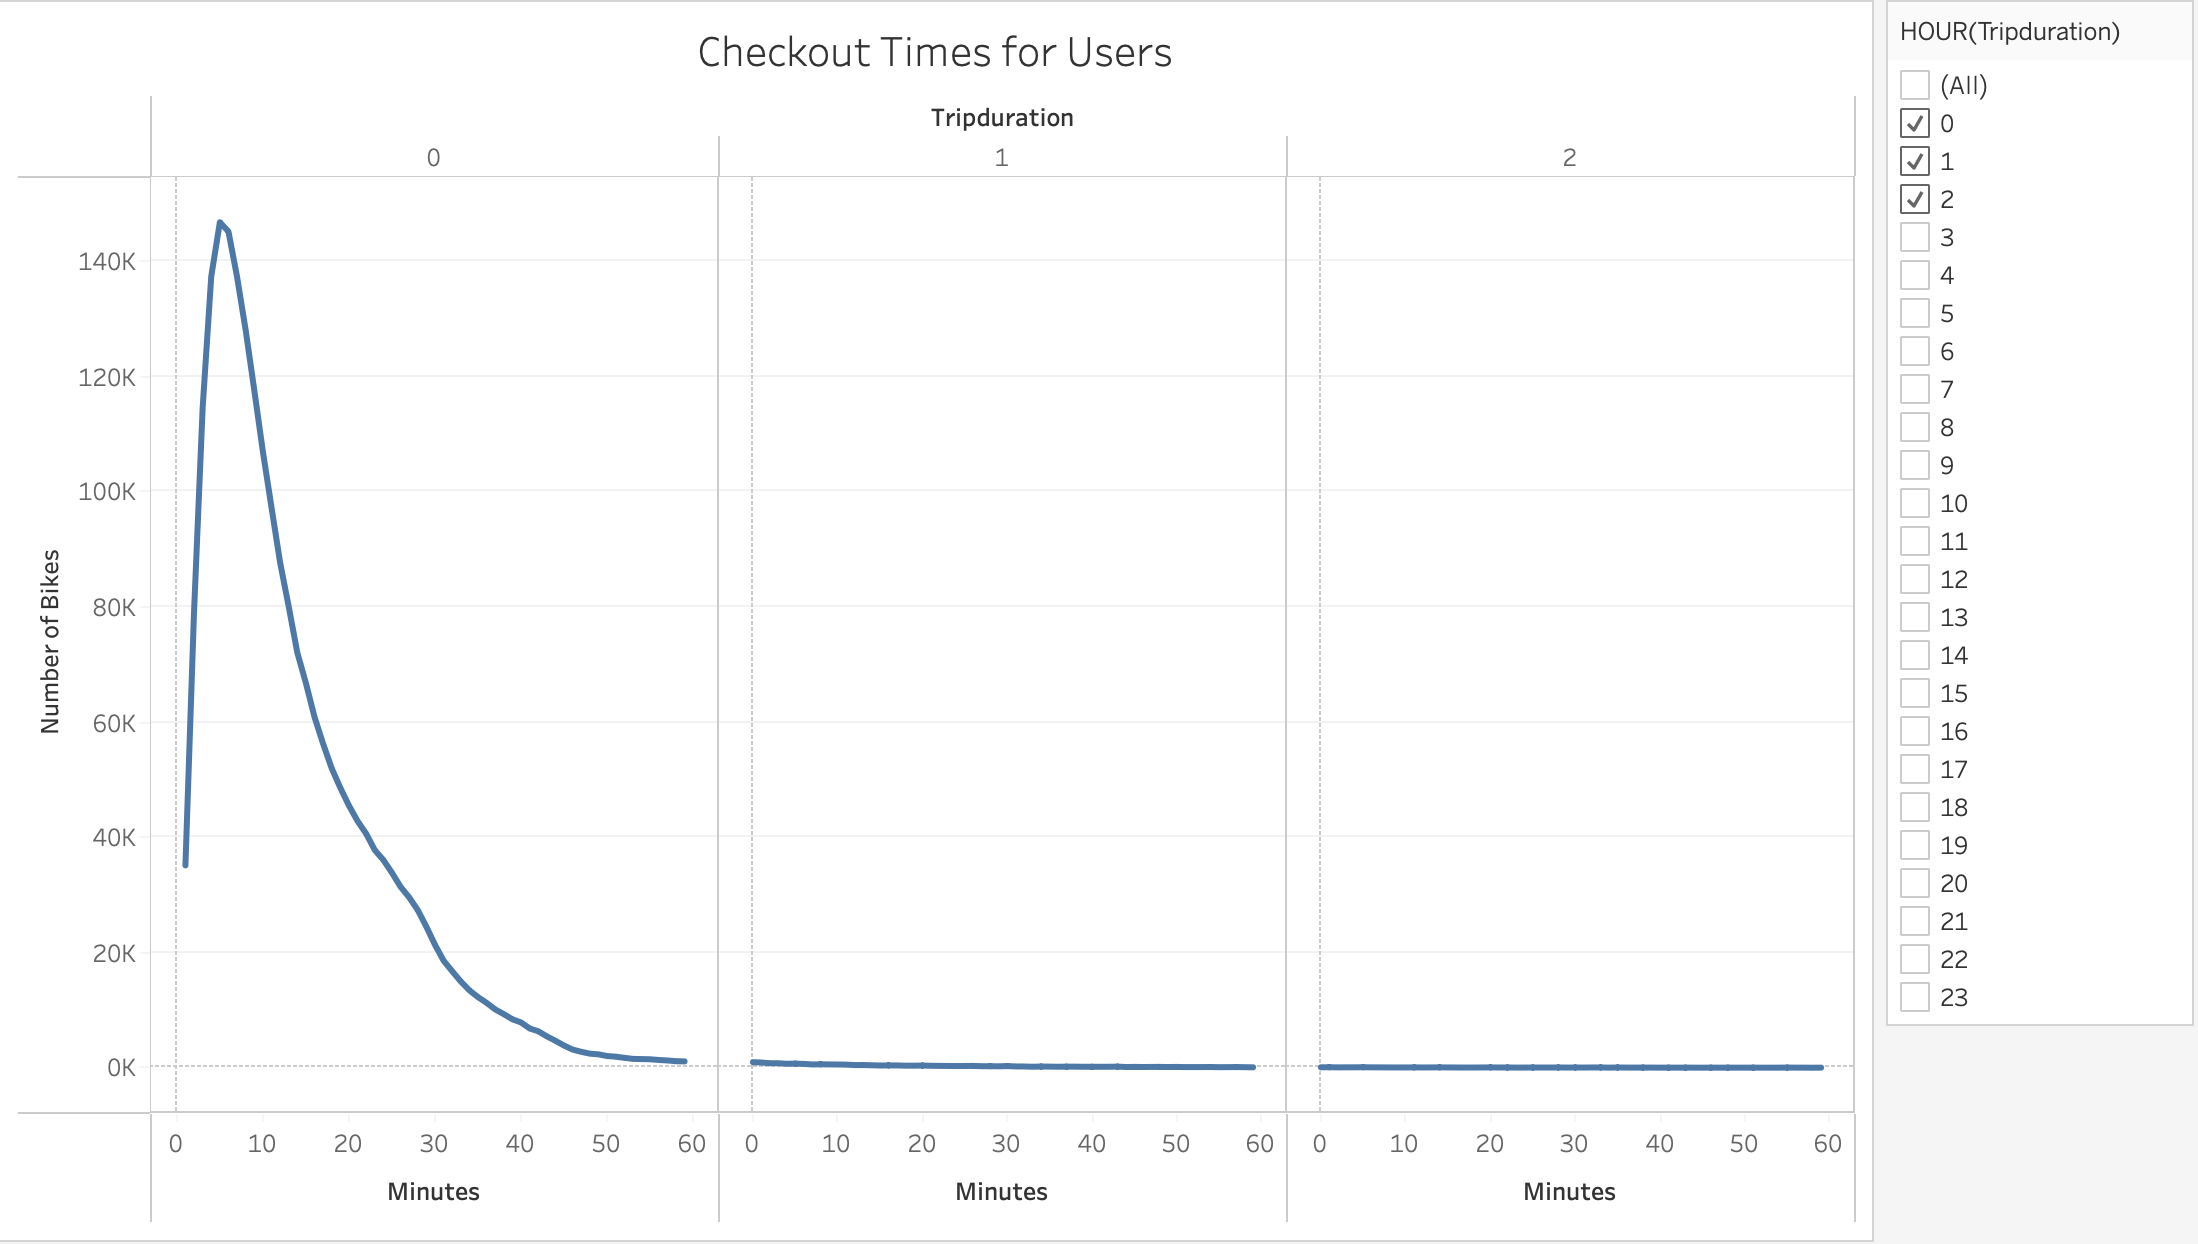 Checkout Times for Users
Tripduration
0 1 2
Number of Bikes
140K
120K
100K
80K
60K
40K
20K
0K
0 10 20 30 40 50 60 0 10 20 30 40 50 60 0 10 20 30 40 50 60
Minutes Minutes Minutes
HOUR(Tripduration)
(All)
0
1
2
3
4
5
6
7
8
9
10
11
12
13
14
15
16
17
18
19
20
21
22
23